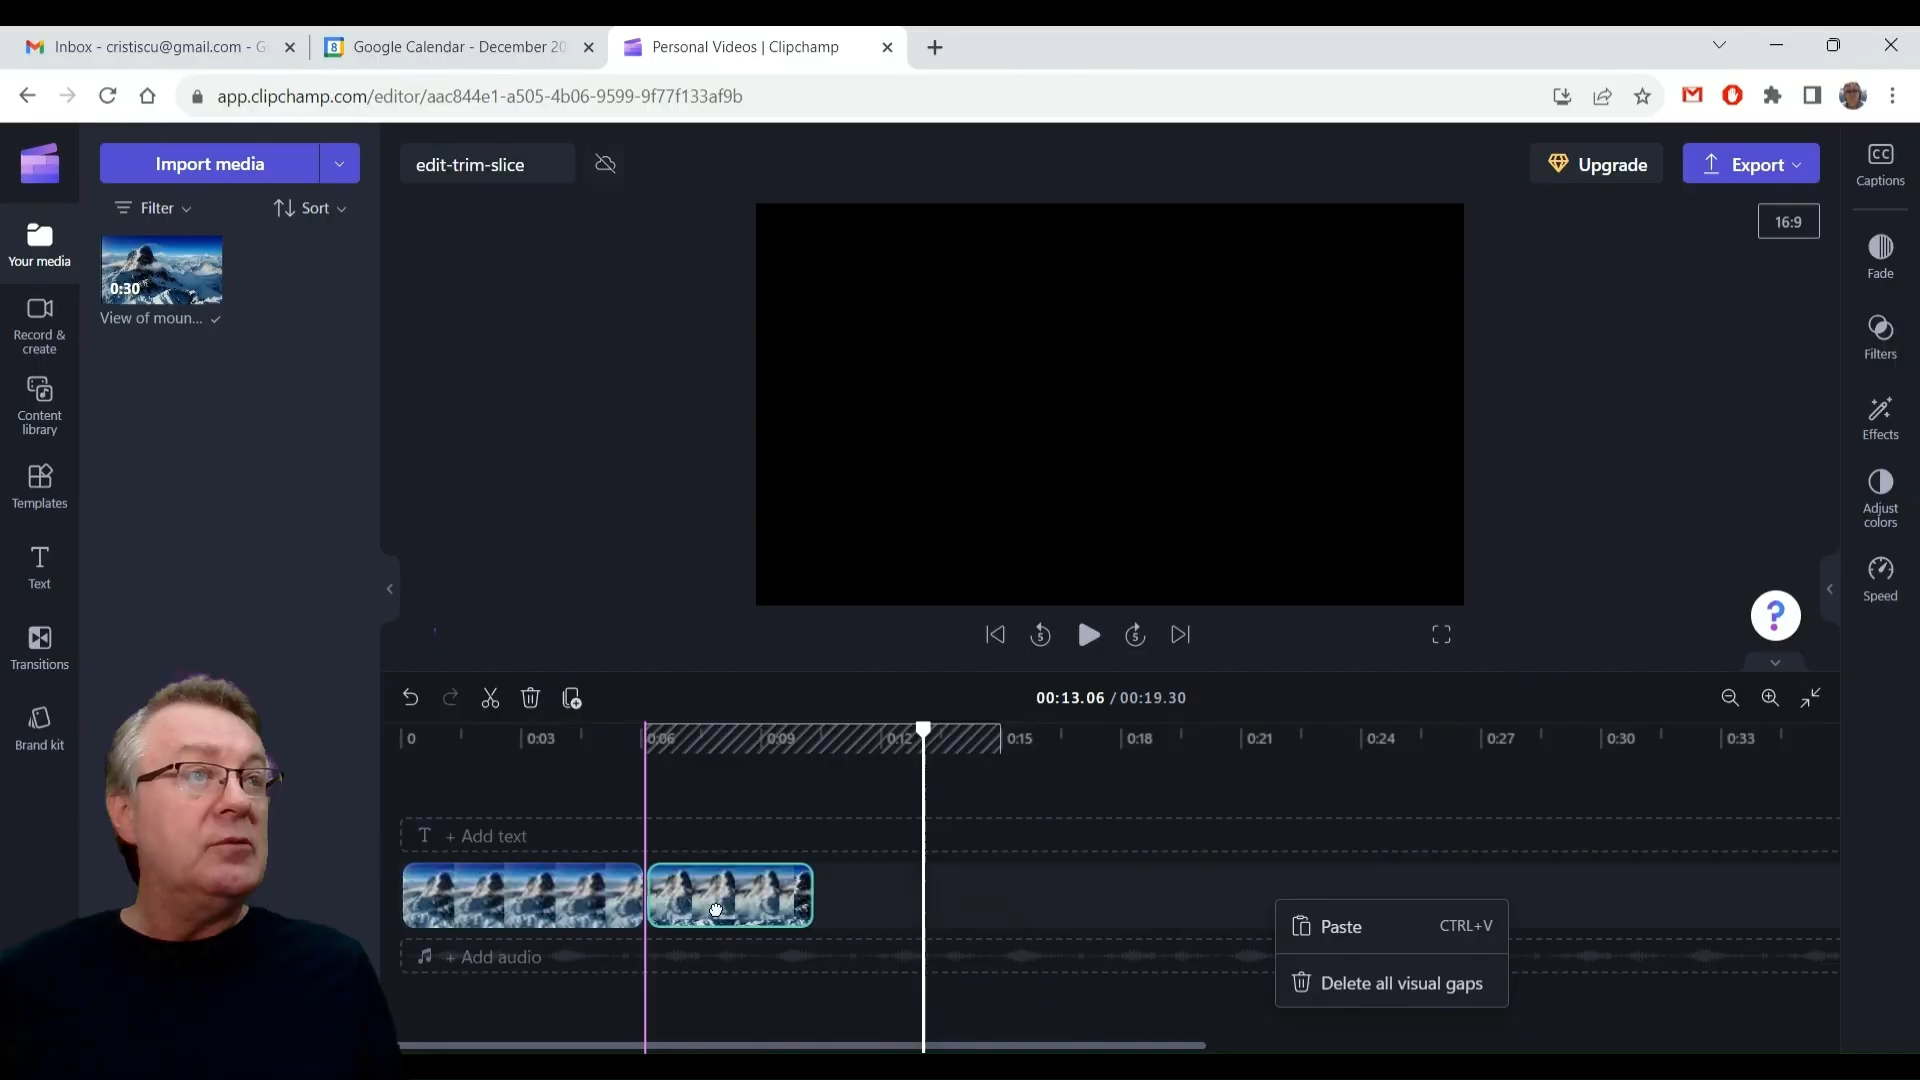 Inbox - cristiscu@gmail.com - G
8
Google Calendar - December 20
Personal Videos | Clipchamp
app.clipchamp.com/editor/aac844e1-a505-4b06-9599-9f77f133af9b
Import media
edit-trim-slice
Upgrade
Export
CC
Captions
Filter
Sort
16:9
Your media
0:30
View of moun...
Fade
Record &
create
Filters
Content
library
Effects
Templates
Adjust
colors
Text
Speed
?
5
5
Transitions
00:13.06 / 00:19.30
Brand kit
0
0:03
0:06
0:09
0:12
0:15
0:18
0:21
0:24
0:27
0:30
0:33
T + Add text
Paste CTRL+V
+ Add audio
Delete all visual gaps